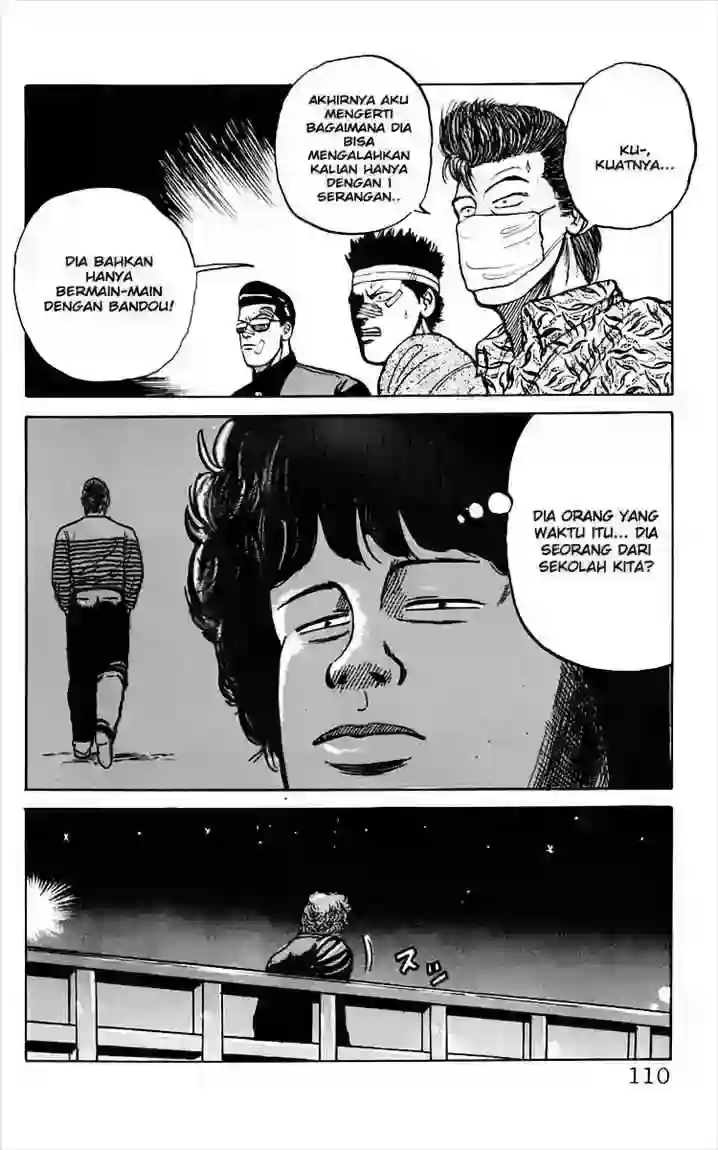 KU-,
KUATNYA...
AKHIRNYA AKU
MENGERTI
BAGAIMANA DIA
BISA
MENGALAHKAN
KALIAN HANYA
DENGAN 1
SERANGAN..
DIA BAHKAN
HANYA
BERMAIN-MAIN
DENGAN BANDOU!
DIA ORANG YANG
WAKTU ITU... DIA
SEORANG DARI
SEKOLAH KITA?
スッ
110